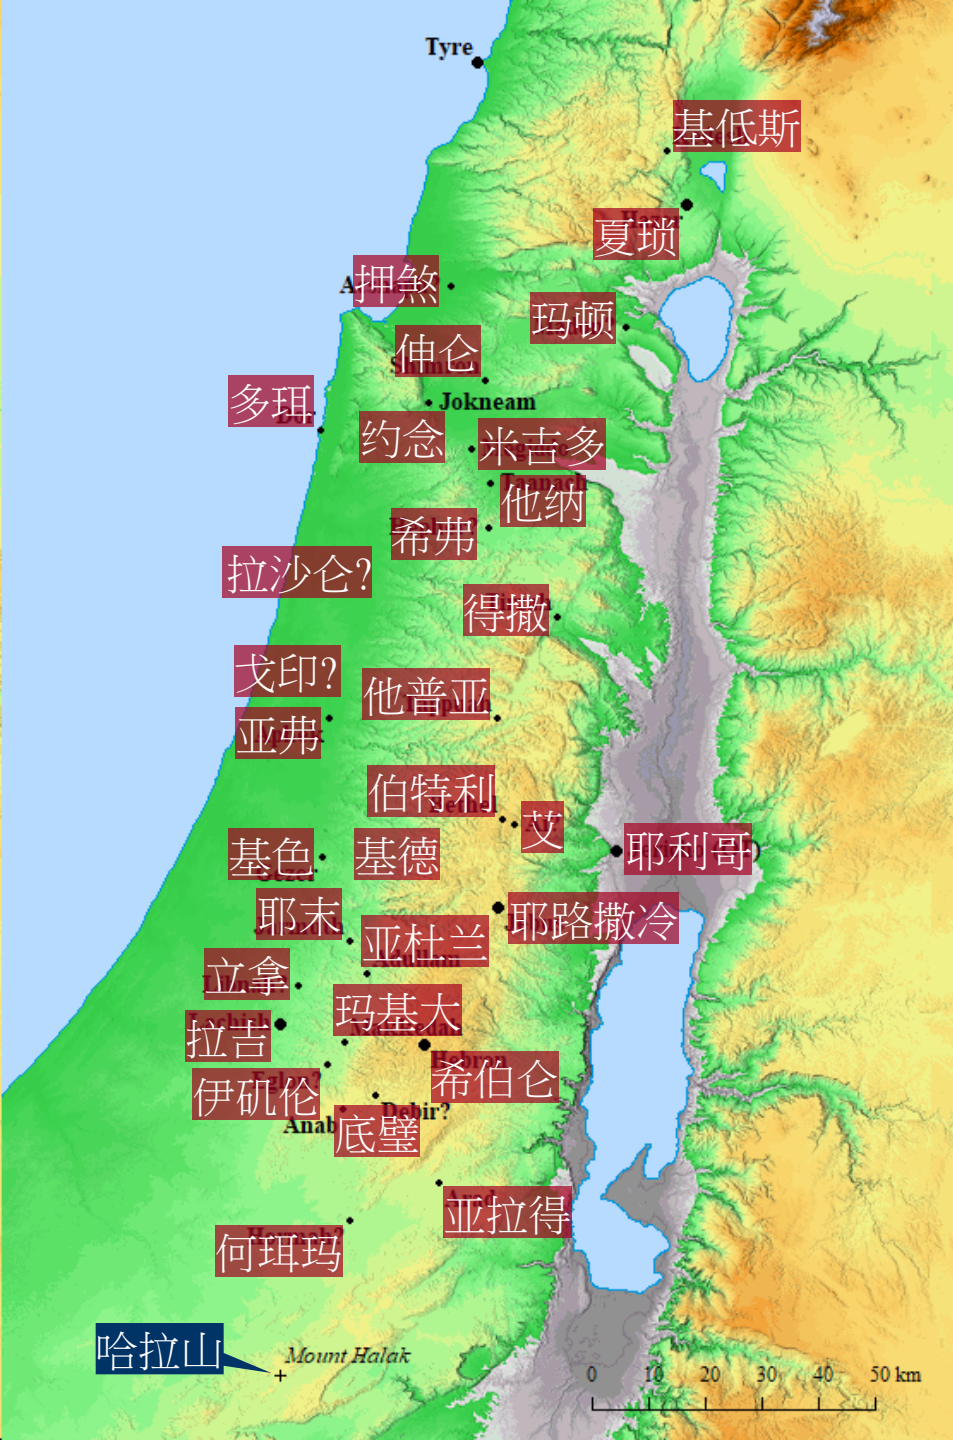 Tyre
基低斯
夏琐
押煞
玛顿
伸仑
多珥
Jokneam
约念
米吉多
Taanach
他纳
希弗
拉沙仑?
得撒
戈印?
他普亚
亚弗
伯特利
艾
基色
基德
耶利哥
耶末
耶路撒冷
亚杜兰
立拿
玛基大
拉吉
Hebron
希伯仑
伊矶伦
Debir?
Anab
底璧
亚拉得
何珥玛
哈拉山
Mount Halak
0 10 20 30 40 50 km